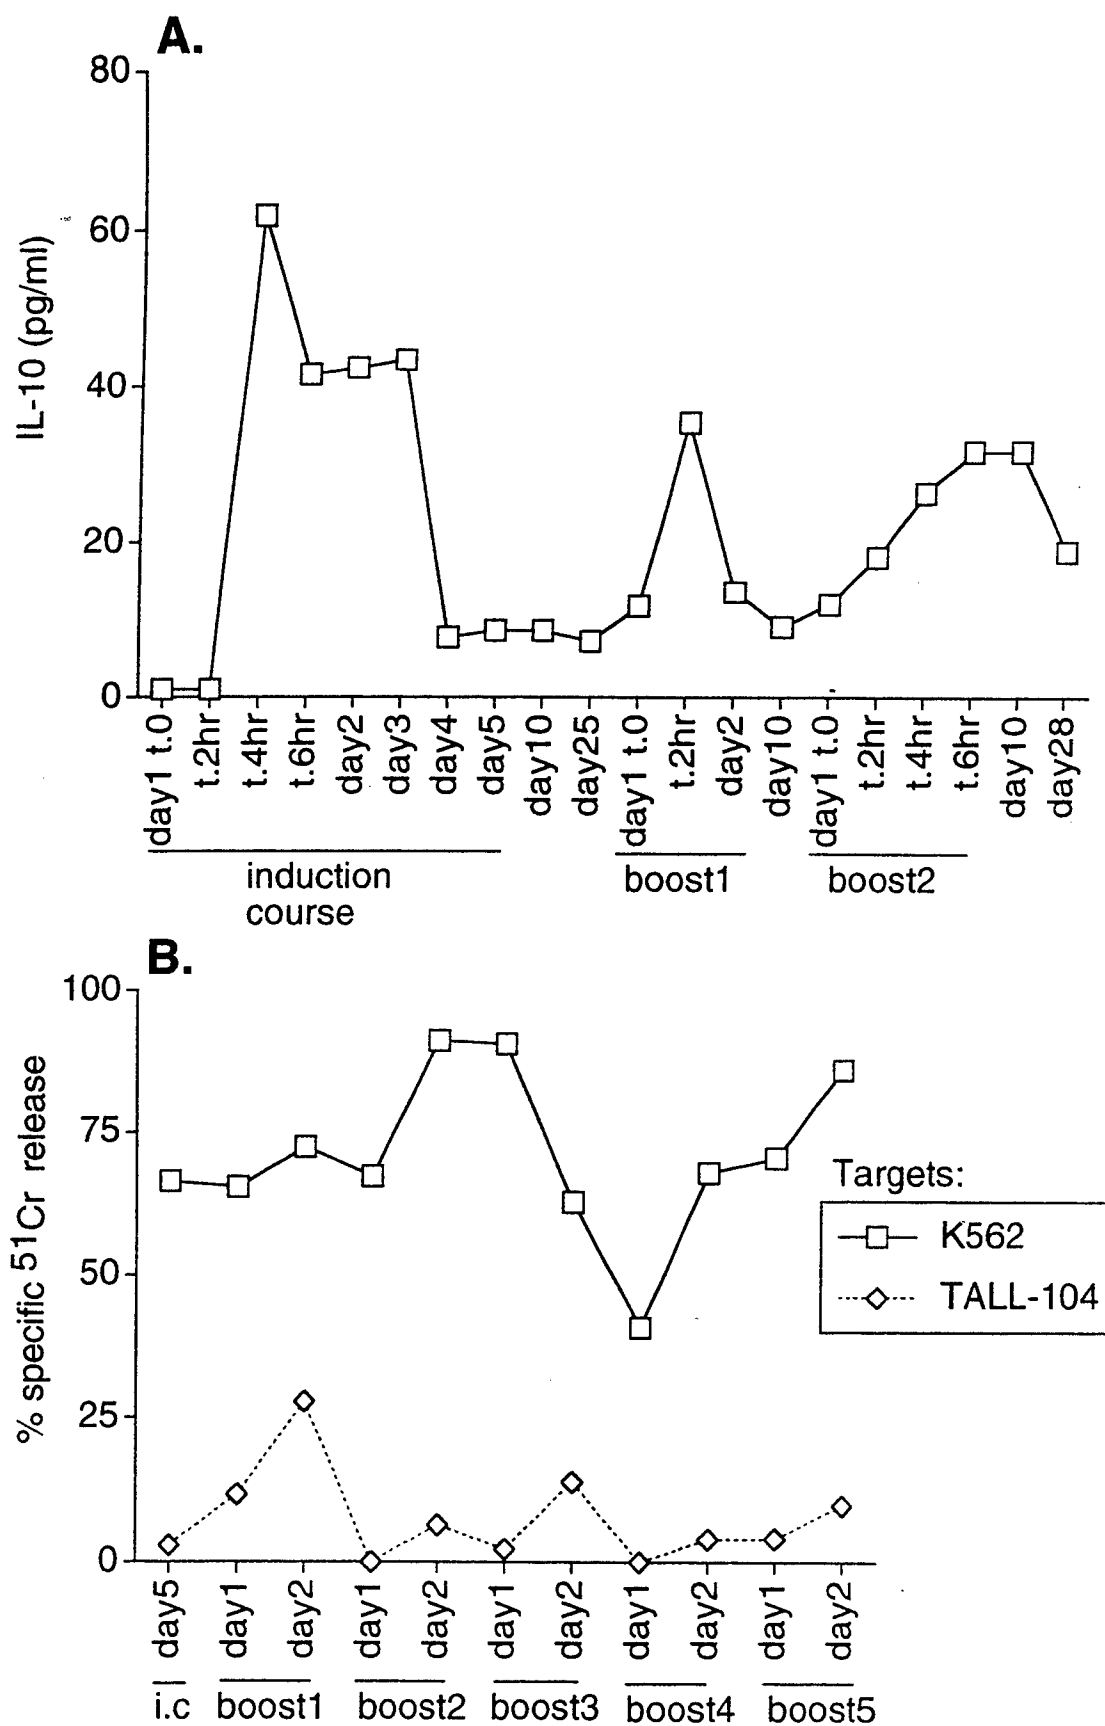 A.
80
60
40
20
0
IL-10 (pg/ml)
day1 t.0
t.2hr
t.4hr
t.6hr
day2
day3
day4
day5
day10
day25
day1 t.0
t.2hr
day2
day10
day1 t.0
t.2hr
t.4hr
t.6hr
day10
day28
induction
course
boost1
boost2
B.
100
75
50
25
0
% specific 51Cr release
Targets:
K562
TALL-104
day5
day1
day2
day1
day2
day1
day2
day1
day2
day1
day2
i.c
boost1
boost2
boost3
boost4
boost5